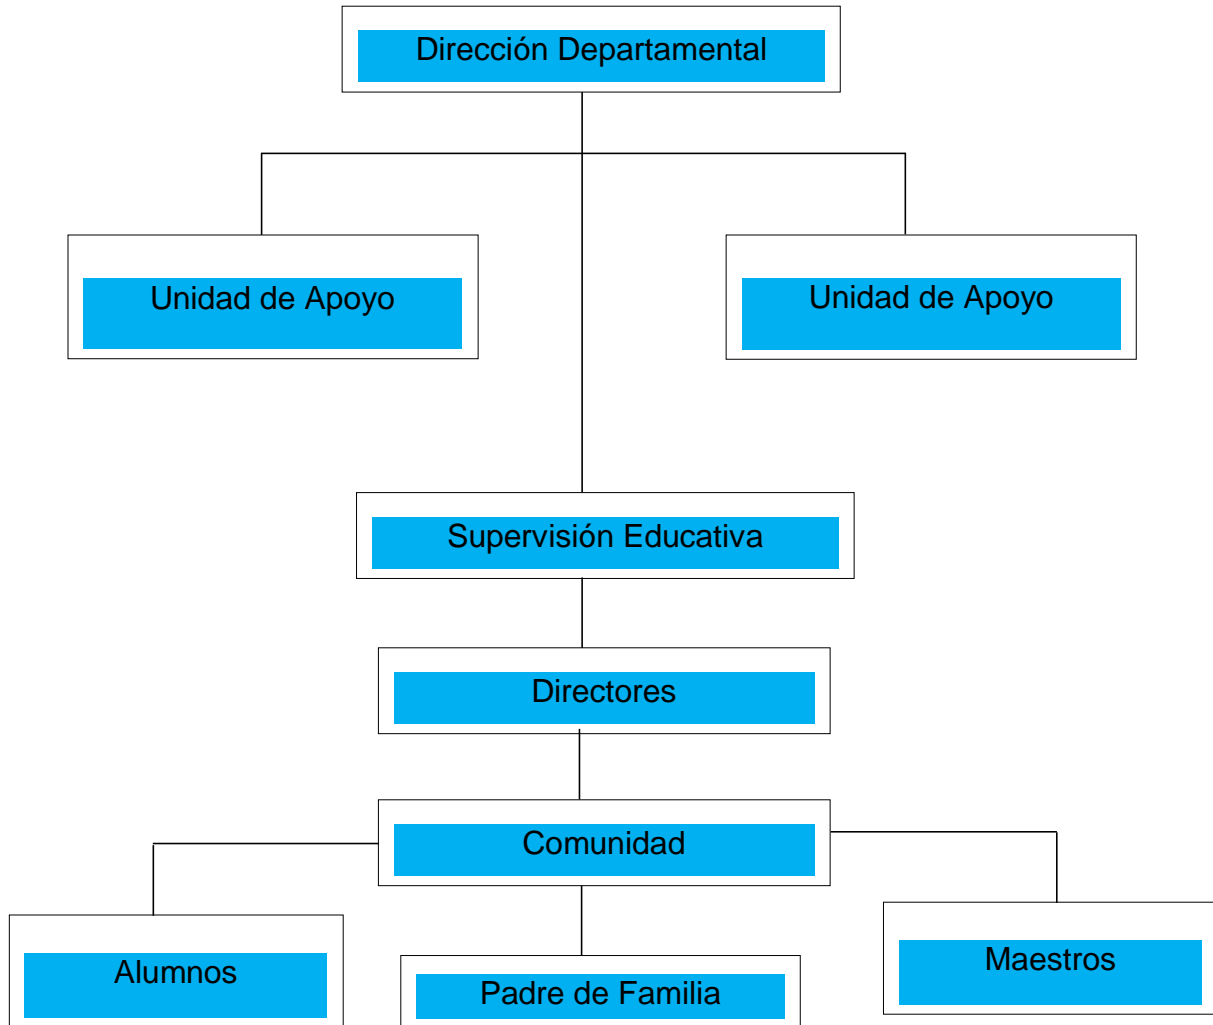 Dirección Departamental
Unidad de Apoyo
Unidad de Apoyo
Supervisión Educativa
Directores
Comunidad
Alumnos
Padre de Familia
Maestros